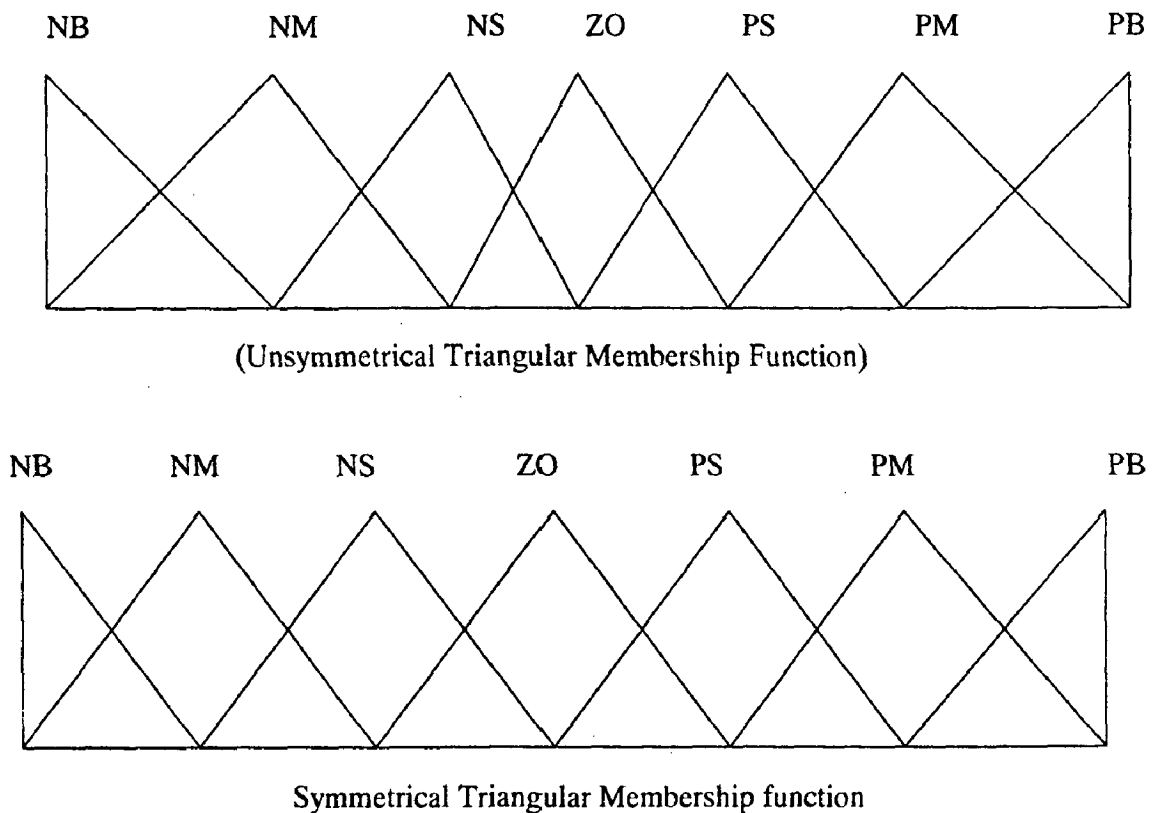 NB NM NS ZO PS PM PB
(Unsymmetrical Triangular Membership Function)
NB NM NS ZO PS PM PB
Symmetrical Triangular Membership function